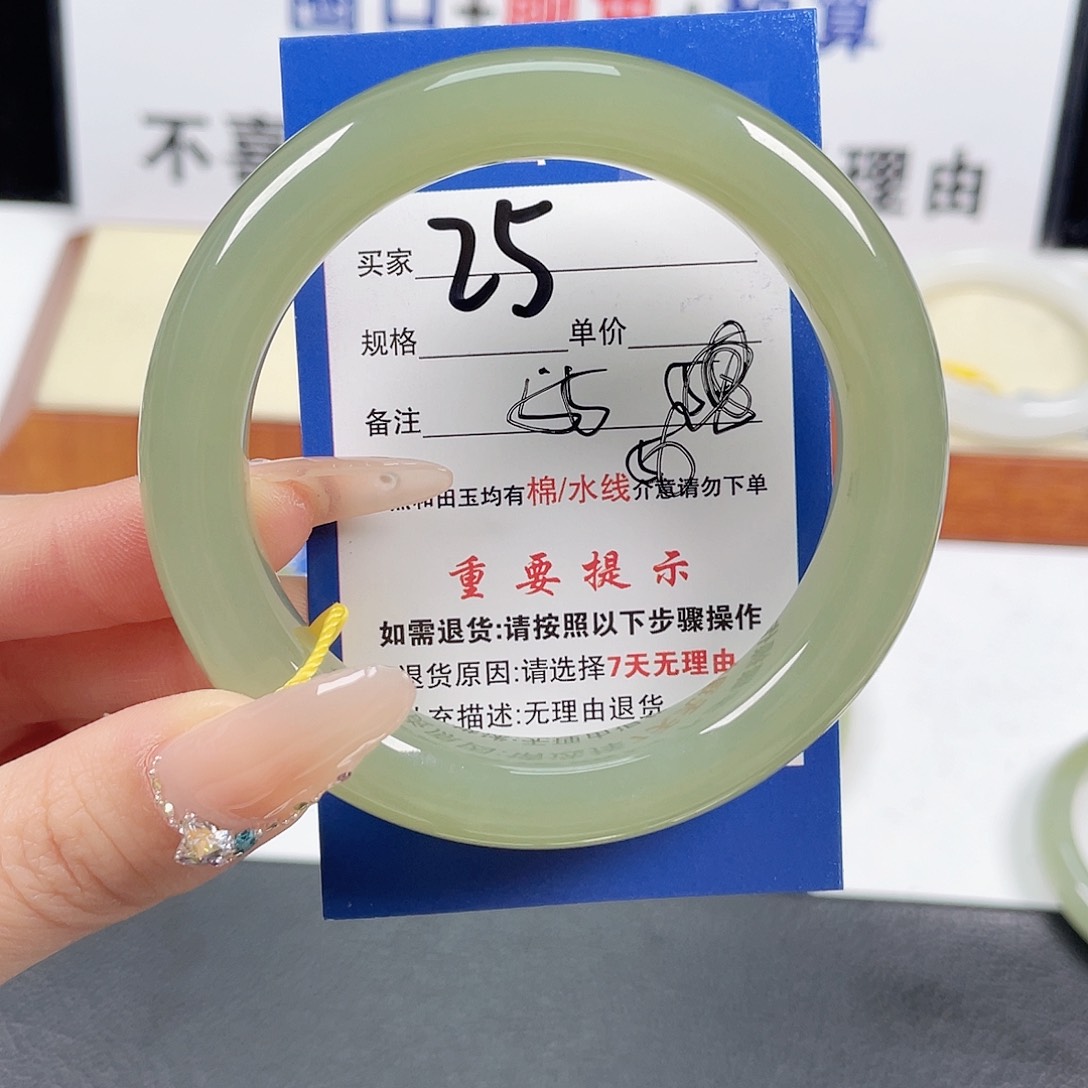 不喜 理由
买家 25
规格 单价
备注
和田玉均有棉/水线介意请勿下单
重要提示
如需退货:请按照以下步骤操作
退货原因:请选择7天无理由
充描述:无理由退货